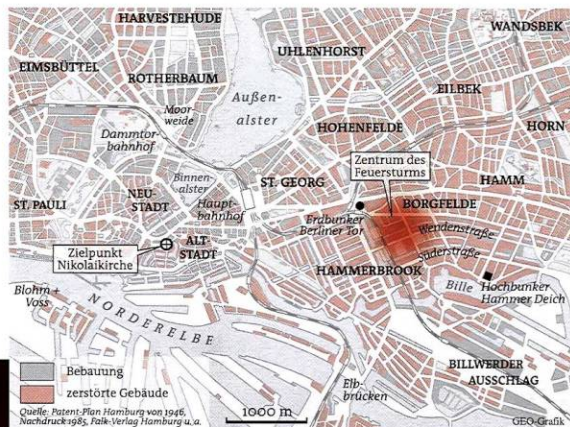 HARVESTEHUDE
WANDSBEK
UHLENHORST
EIMSBÜTTEL
ROTHERBAUM
EILBEK
Moor-
weide
Außen-
alster
HORN
HOHENFELDE
Dammtor-
bahnhof
Zentrum des
Feuersturms
HAMM
Binnen-
alster
ST. GEORG
NEU-
STADT
BORGFELDE
ST. PAULI
Haupt-
bahnhof
Erdbunker
Berliner Tor
Wendenstraße
Zielpunkt
Nikolaikirche
ALT-
STADT
Süderstraße
HAMMERBROOK
Bille
Hochbunker
Hammer Deich
Blohm +
Voss
NORDERELBE
BILLWERDER
AUSSCHLAG
Elb-
brücken
Bebauung
zerstörte Gebäude
Quelle: Patent-Plan Hamburg von 1946,
Nachdruck 1985, Falk-Verlag Hamburg u. a.
1000 m
GEO-Grafik